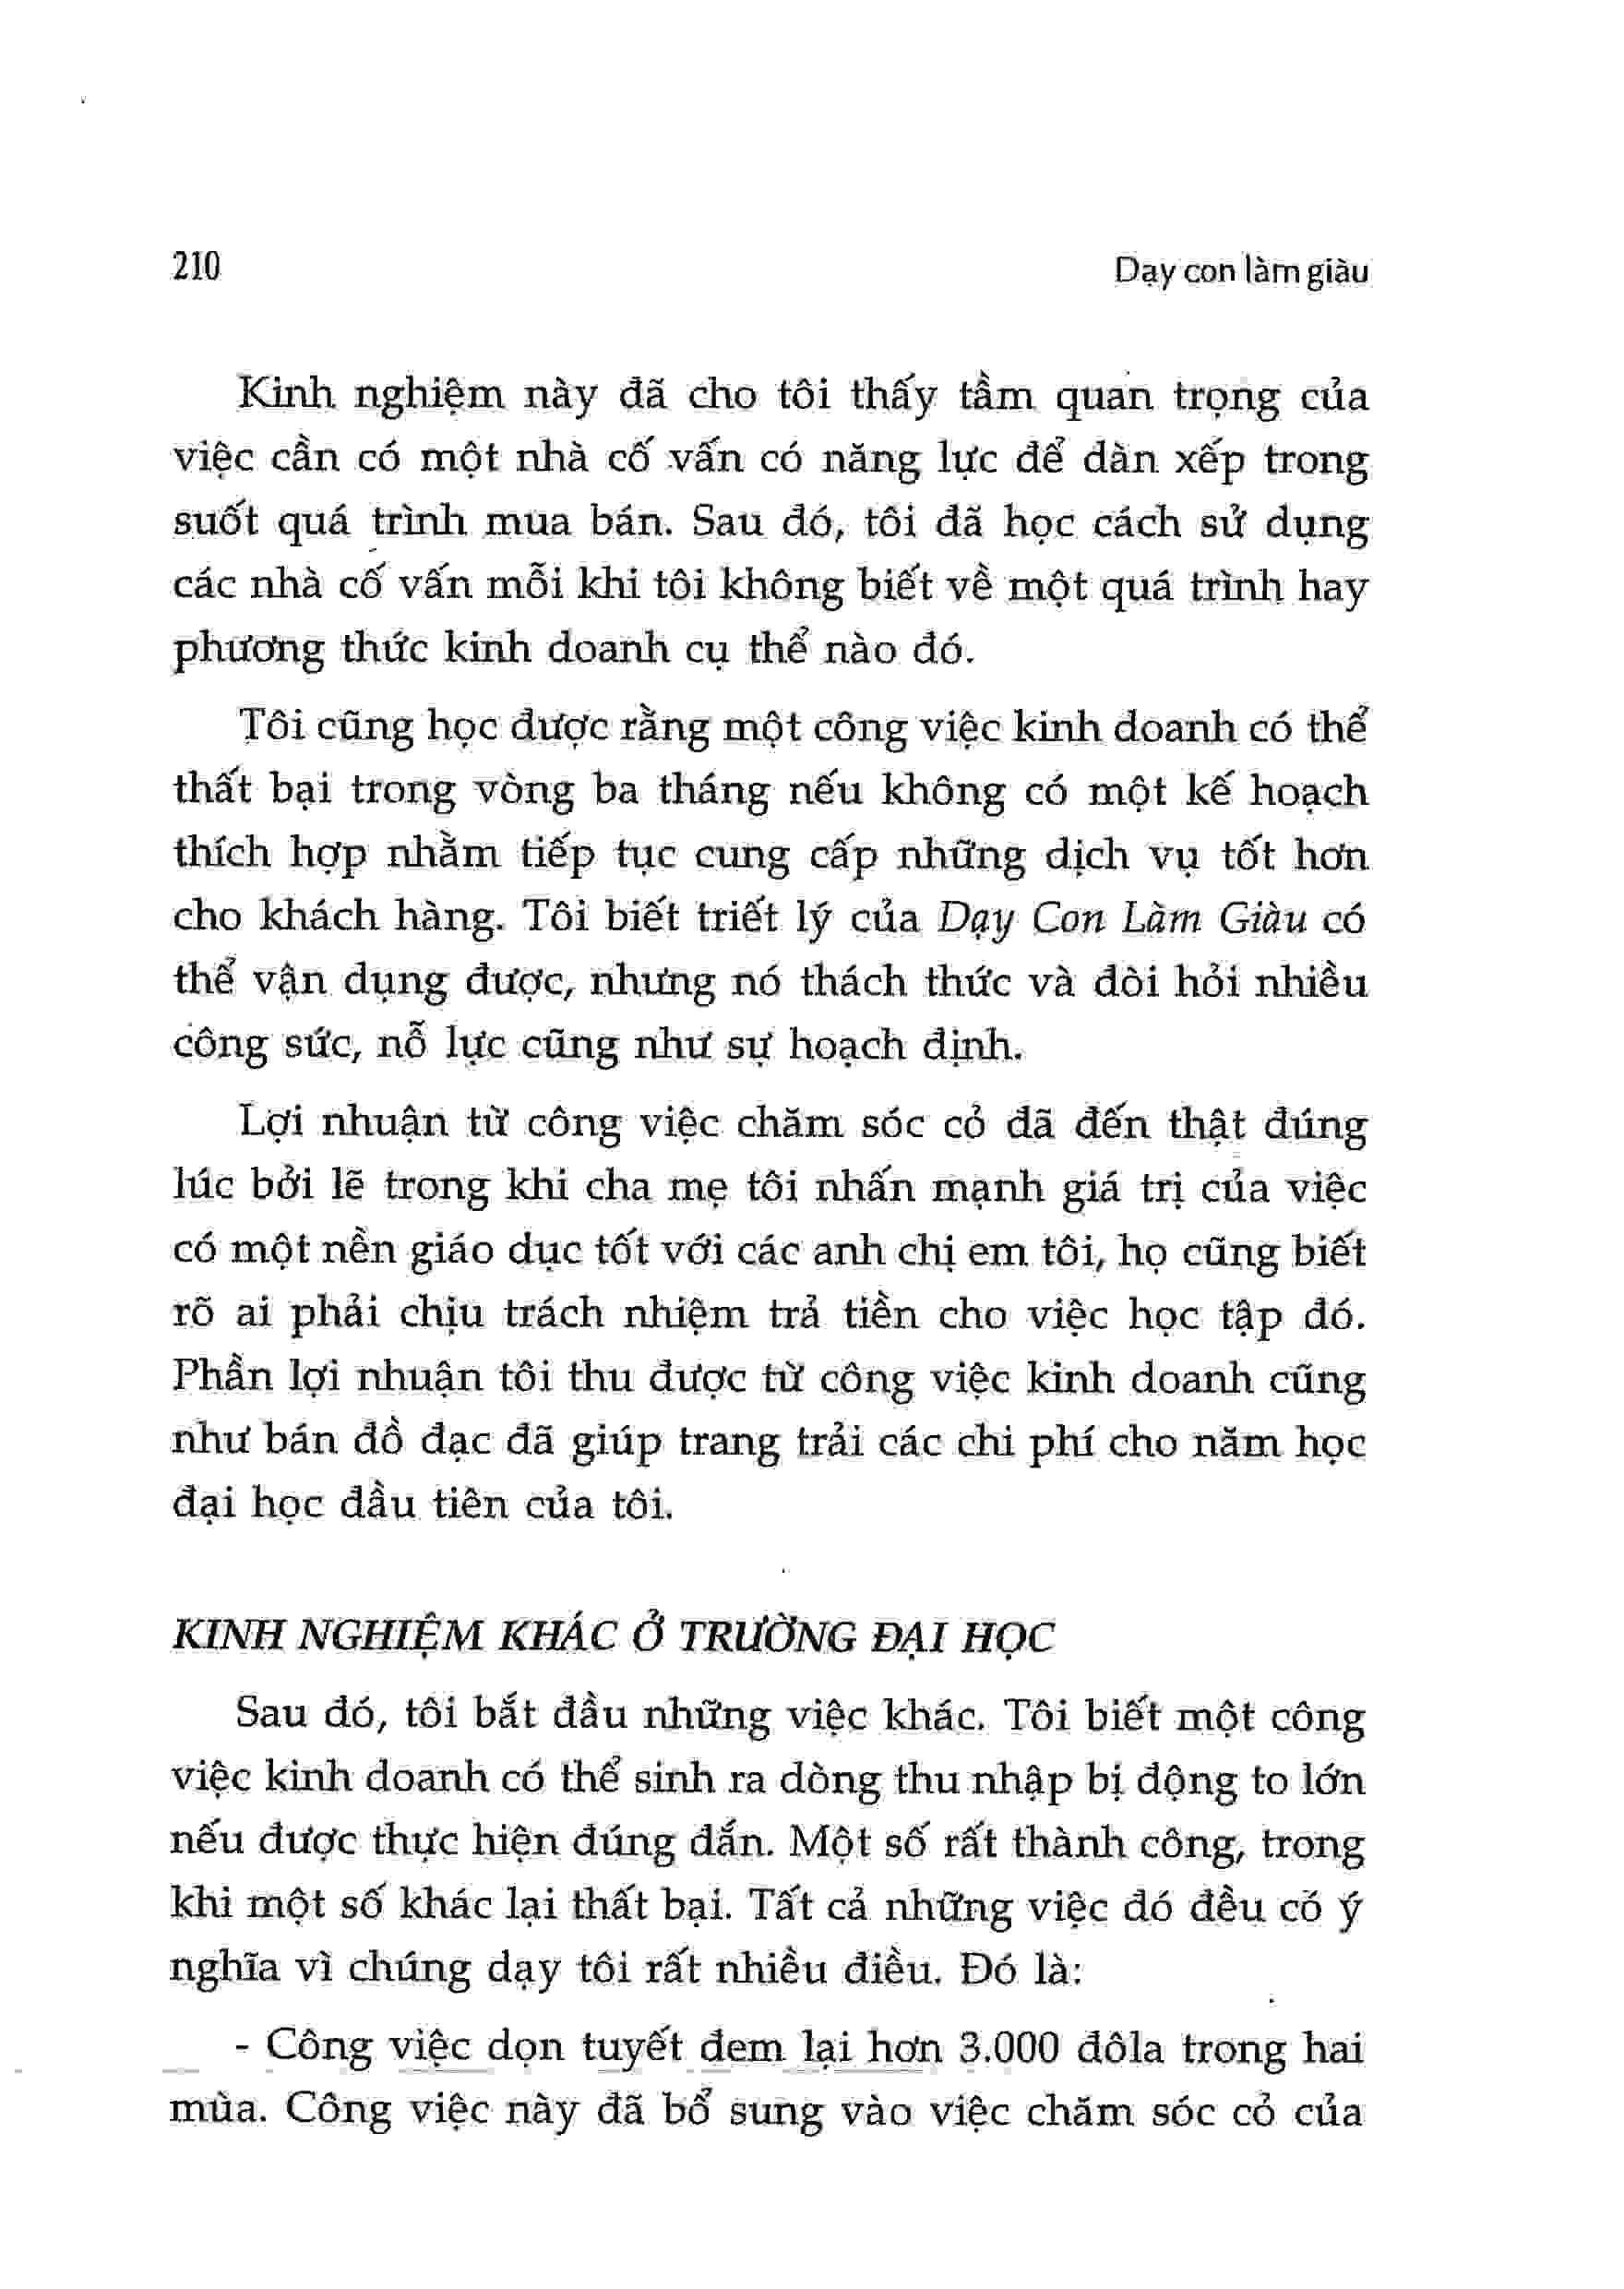 210
Dạy con làm giàu
Kinh nghiệm này đã cho tôi thấy tầm quan trọng của
việc cần có một nhà cố vấn có năng lực để dàn xếp trong
suốt quá trình mua bán. Sau đó, tôi đã học cách sử dụng
các nhà cố vấn mỗi khi tôi không biết về một quá trình hay
phương thức kinh doanh cụ thể nào đó.
Tôi cũng học được rằng một công việc kinh doanh có thể
thất bại trong vòng ba tháng nếu không có một kế hoạch
thích hợp nhằm tiếp tục cung cấp những dịch vụ tốt hơn
cho khách hàng. Tôi biết triết lý của Dạy Con Làm Giàu có
thể vận dụng được, nhưng nó thách thức và đòi hỏi nhiều
công sức, nỗ lực cũng như sự hoạch định.
Lợi nhuận từ công việc chăm sóc cỏ đã đến thật đúng
lúc bởi lẽ trong khi cha mẹ tôi nhấn mạnh giá trị của việc
có một nền giáo dục tốt với các anh chị em tôi, họ cũng biết
rõ ai phải chịu trách nhiệm trả tiền cho việc học tập đó.
Phần lợi nhuận tôi thu được từ công việc kinh doanh cũng
như bán đồ đạc đã giúp trang trải các chi phí cho năm học
đại học đầu tiên của tôi.
KINH NGHIỆM KHÁC Ở TRƯỜNG ĐẠI HỌC
Sau đó, tôi bắt đầu những việc khác. Tôi biết một công
việc kinh doanh có thể sinh ra dòng thu nhập bị động to lớn
nếu được thực hiện đúng đắn. Một số rất thành công, trong
khi một số khác lại thất bại. Tất cả những việc đó đều có ý
nghĩa vì chúng dạy tôi rất nhiều điều. Đó là:
- Công việc dọn tuyết đem lại hơn 3.000 đôla trong hai
mùa. Công việc này đã bổ sung vào việc chăm sóc cỏ của